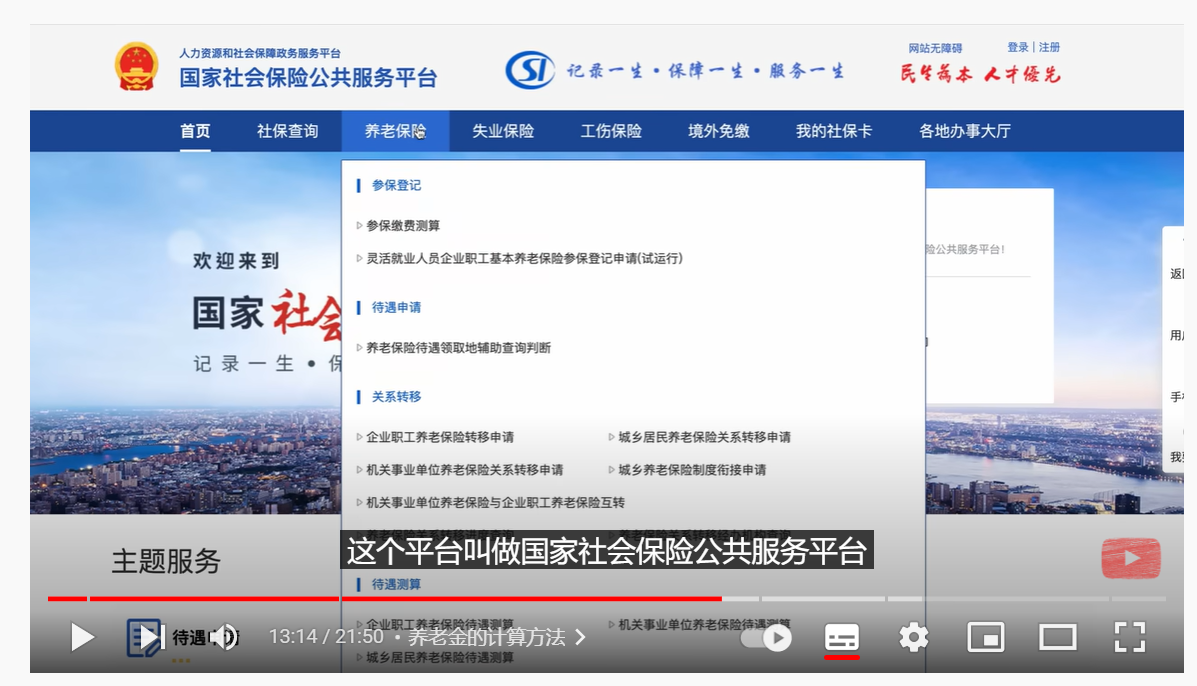 人力资源和社会保障政务服务平台
国家社会保险公共服务平台
SI 记录一生·保障一生·服务一生
网站无障碍 登录 | 注册
民生为本 人才优先
首页 社保查询 养老保险 失业保险 工伤保险 境外免缴 我的社保卡 各地办事大厅
参保登记
参保缴费测算
灵活就业人员企业职工基本养老保险参保登记申请(试运行)
待遇申请
养老保险待遇领取地辅助查询判断
关系转移
企业职工养老保险转移申请 城乡居民养老保险关系转移申请
机关事业单位养老保险关系转移申请 城乡养老保险制度衔接申请
机关事业单位养老保险与企业职工养老保险互转
欢迎来到
国家社会
记录一生•保
险公共服务平台!
返回
用户
手机
我要
主题服务
这个平台叫做国家社会保险公共服务平台
待遇测算
企业职工养老保险待遇测算 机关事业单位养老保险待遇测算
城乡居民养老保险待遇测算
待遇申请
13:14 / 21:50 • 养老金的计算方法